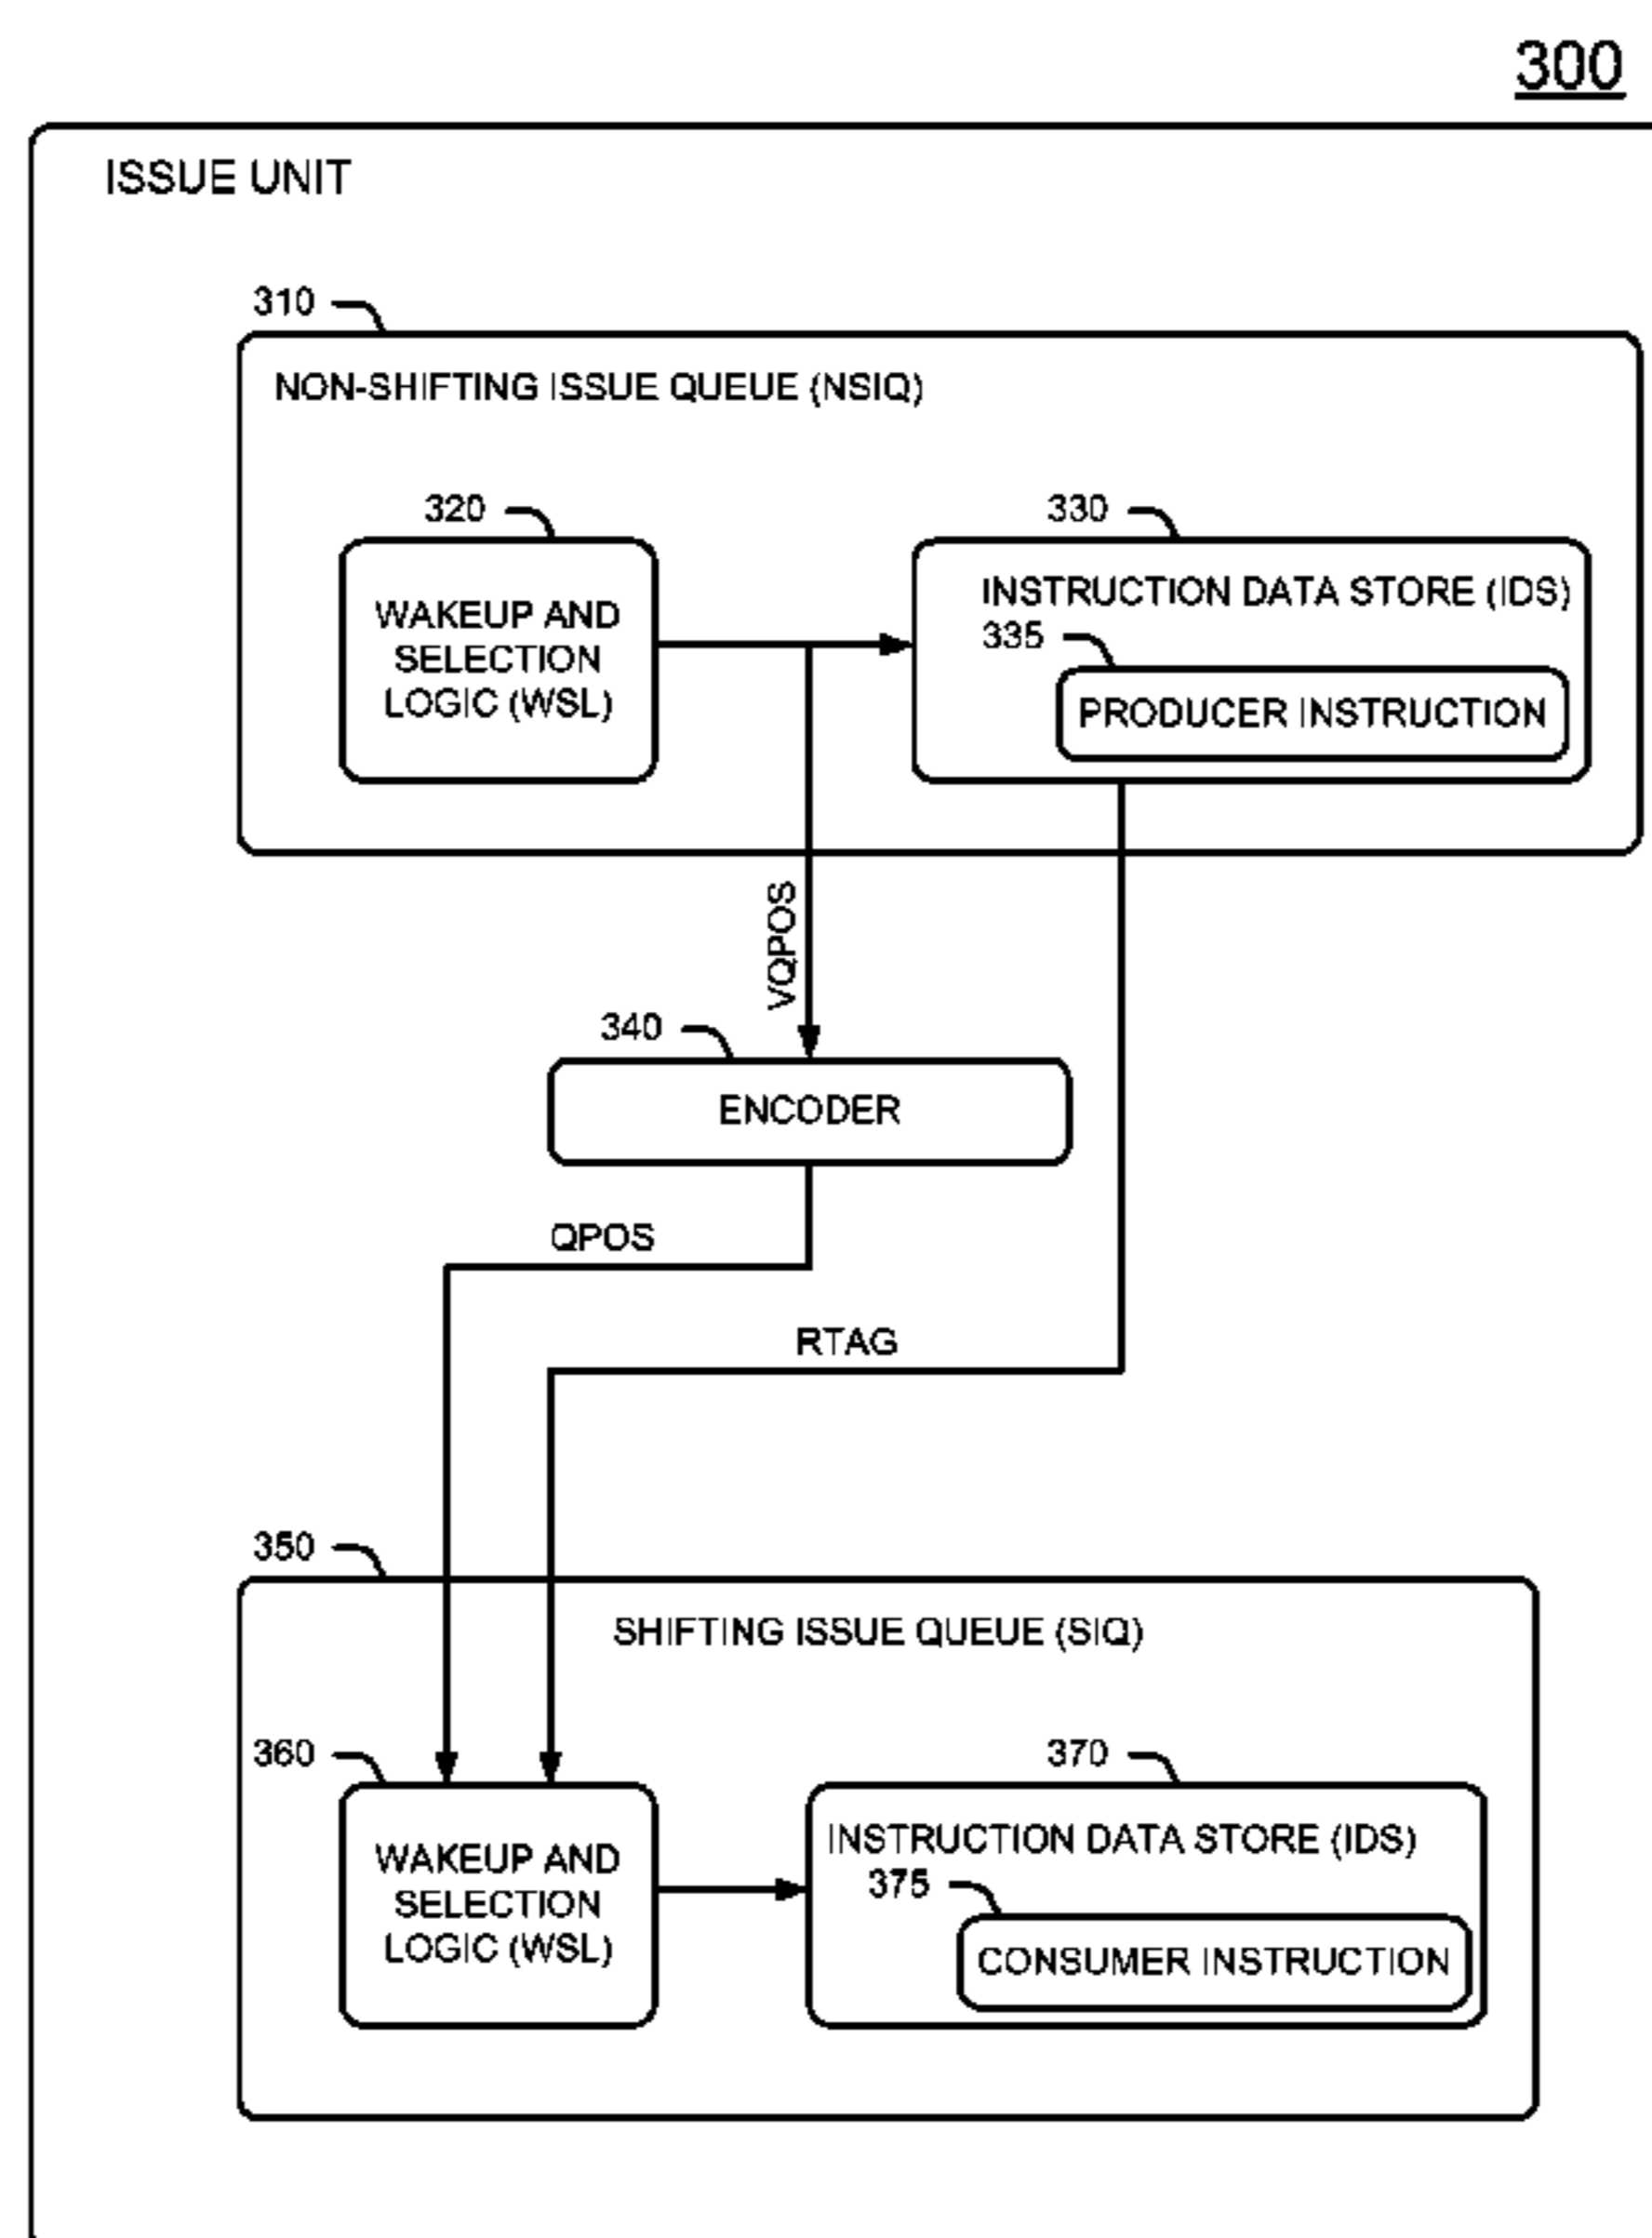 300
ISSUE UNIT
310
NON-SHIFTING ISSUE QUEUE (NSIQ)
320
330
WAKEUP AND
SELECTION
LOGIC (WSL)
INSTRUCTION DATA STORE (IDS)
335
PRODUCER INSTRUCTION
VQPOS
340
ENCODER
QPOS
RTAG
350
SHIFTING ISSUE QUEUE (SIQ)
360
370
WAKEUP AND
SELECTION
LOGIC (WSL)
INSTRUCTION DATA STORE (IDS)
375
CONSUMER INSTRUCTION